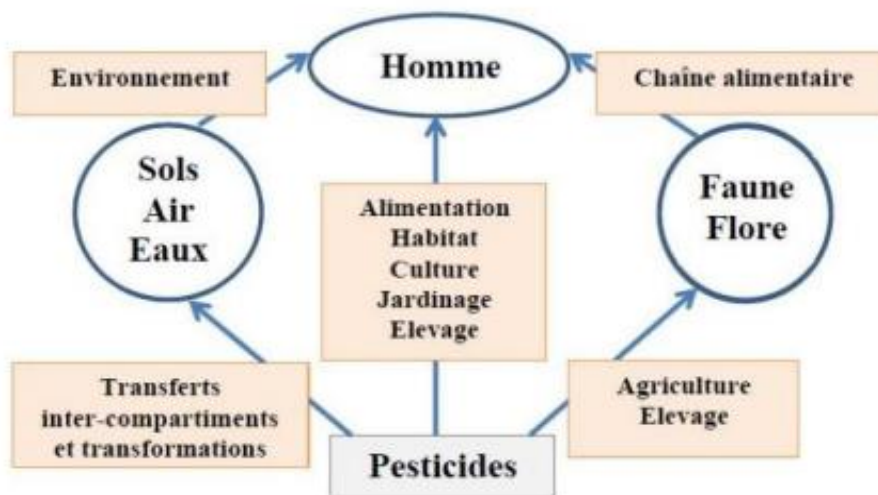 Environnement
Homme
Chaîne alimentaire
Sols
Air
Eaux
Alimentation
Habitat
Culture
Jardinage
Elevage
Faune
Flore
Transferts
inter-compartiments
et transformations
Agriculture
Elevage
Pesticides